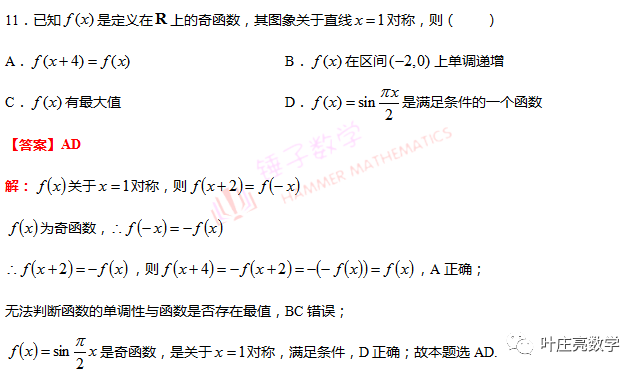 11．已知 f(x) 是定义在 R 上的奇函数，其图象关于直线 x = 1 对称，则（　　）
A．f(x+4) = f(x)　　B．f(x) 在区间(−2,0) 上单调递增
C．f(x) 有最大值　　D．f(x) = sin πx/2 是满足条件的一个函数
【答案】AD
解：f(x)关于 x = 1 对称，则 f(x+2) = f(−x)
f(x)为奇函数，∴ f(−x) = −f(x)
∴ f(x+2) = −f(x)，则 f(x+4) = −f(x+2) = −(−f(x)) = f(x)，A 正确；
无法判断函数的单调性与函数是否存在最值，BC 错误；
f(x) = sin π/2 x 是奇函数，是关于 x = 1 对称，满足条件，D 正确；故本题选 AD.
锤子数学
HAMMER MATHEMATICS
叶庄亮数学